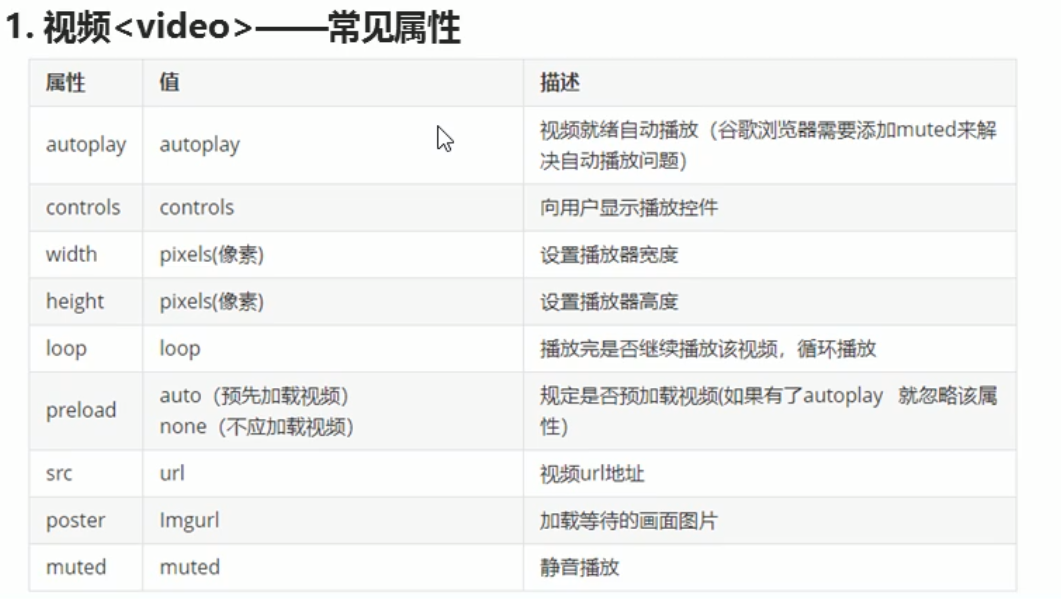 1. 视频<video>——常见属性
属性 值 描述
autoplay autoplay 视频就绪自动播放（谷歌浏览器需要添加muted来解
决自动播放问题）
controls controls 向用户显示播放控件
width pixels(像素) 设置播放器宽度
height pixels(像素) 设置播放器高度
loop loop 播放完是否继续播放该视频，循环播放
preload auto（预先加载视频） 规定是否预加载视频(如果有了autoplay 就忽略该属
none（不应加载视频） 性）
src url 视频url地址
poster Imgurl 加载等待的画面图片
muted muted 静音播放